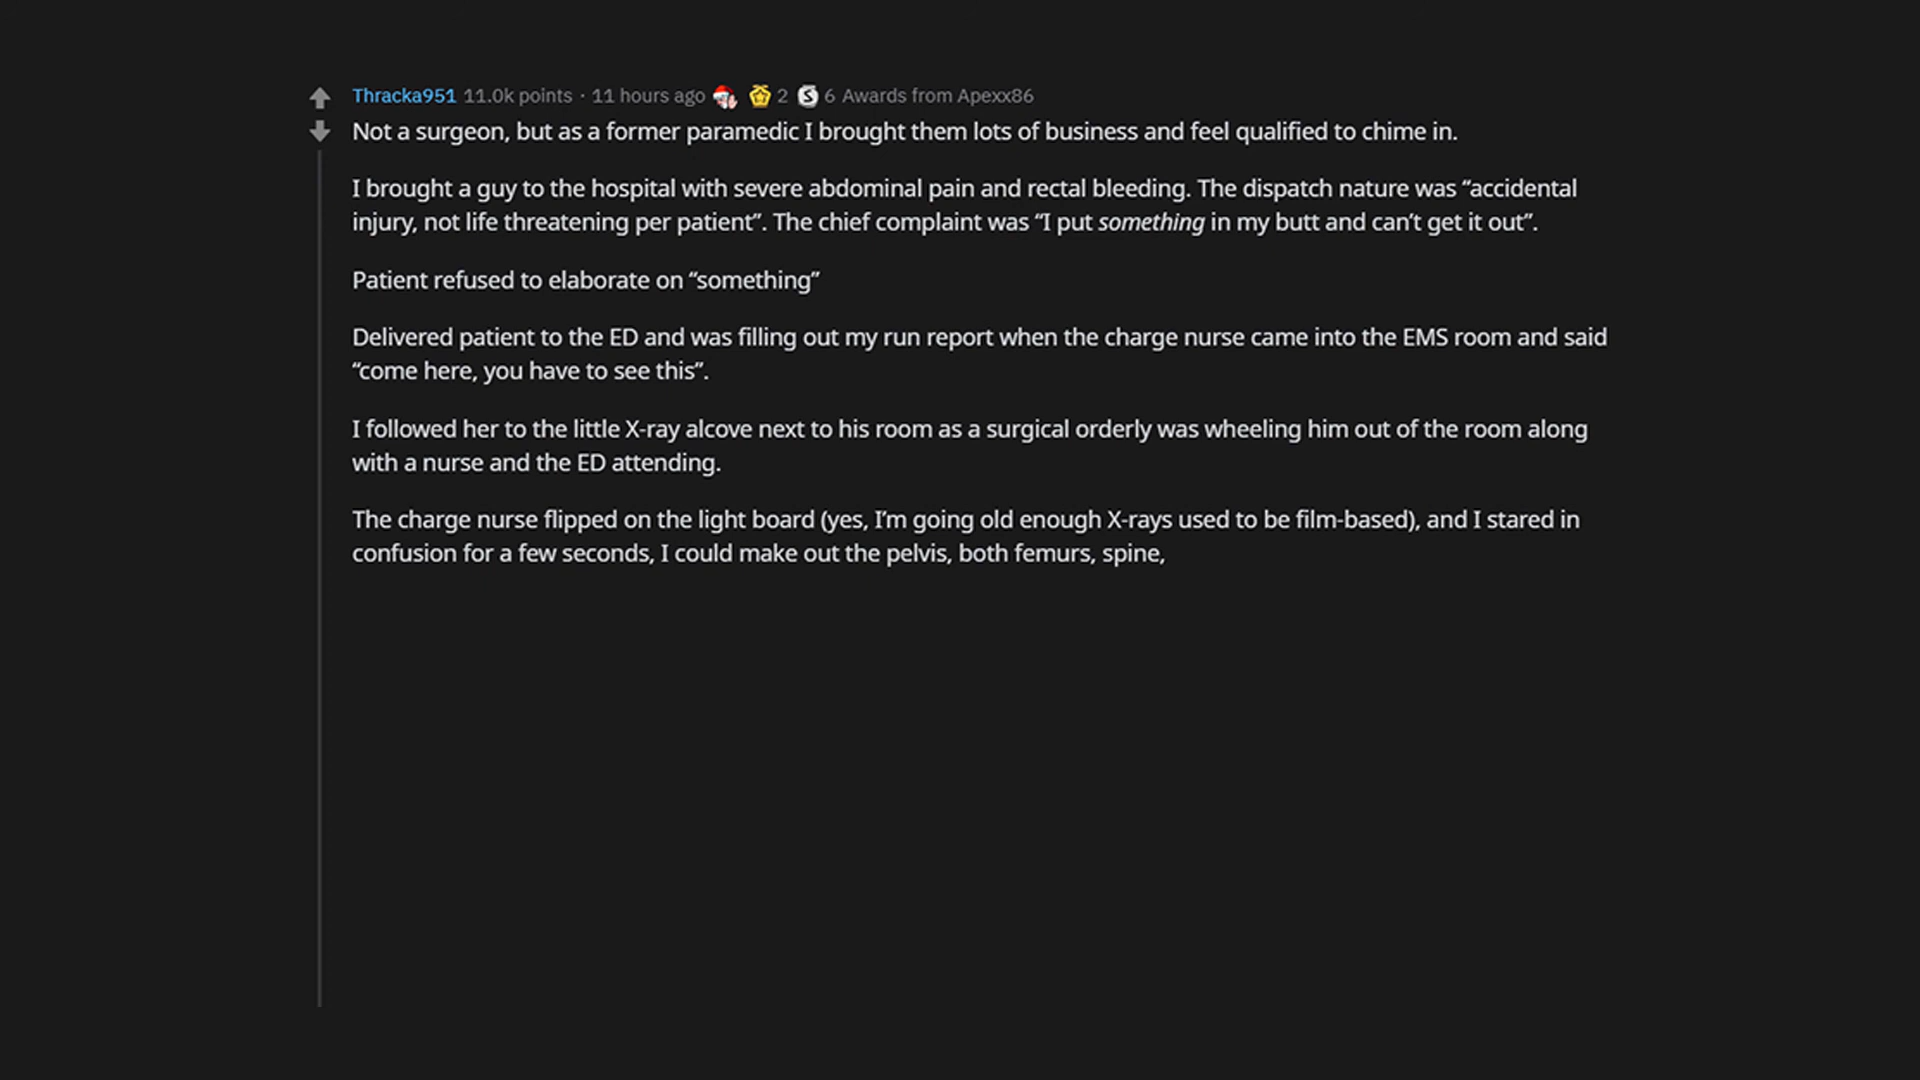 Thracka951 11.0k points · 11 hours ago 2 S 6 Awards from Apexx86
Not a surgeon, but as a former paramedic I brought them lots of business and feel qualified to chime in.
I brought a guy to the hospital with severe abdominal pain and rectal bleeding. The dispatch nature was “accidental
injury, not life threatening per patient”. The chief complaint was “I put something in my butt and can’t get it out”.
Patient refused to elaborate on “something”
Delivered patient to the ED and was filling out my run report when the charge nurse came into the EMS room and said
“come here, you have to see this”.
I followed her to the little X-ray alcove next to his room as a surgical orderly was wheeling him out of the room along
with a nurse and the ED attending.
The charge nurse flipped on the light board (yes, I’m going old enough X-rays used to be film-based), and I stared in
confusion for a few seconds, I could make out the pelvis, both femurs, spine,